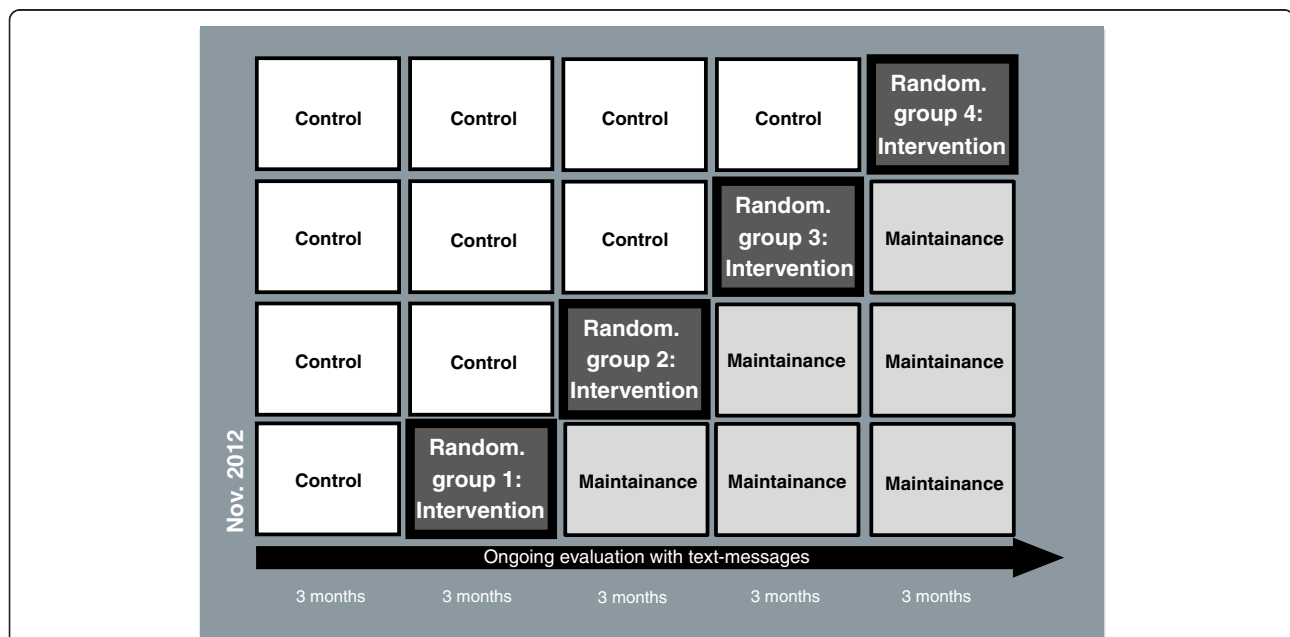 Control
Control
Control
Control
Random.
group 4:
Intervention
Control
Control
Control
Random.
group 3:
Intervention
Maintainance
Control
Control
Random.
group 2:
Intervention
Maintainance
Maintainance
Nov. 2012
Control
Random.
group 1:
Intervention
Maintainance
Maintainance
Maintainance
Ongoing evaluation with text-messages
3 months
3 months
3 months
3 months
3 months